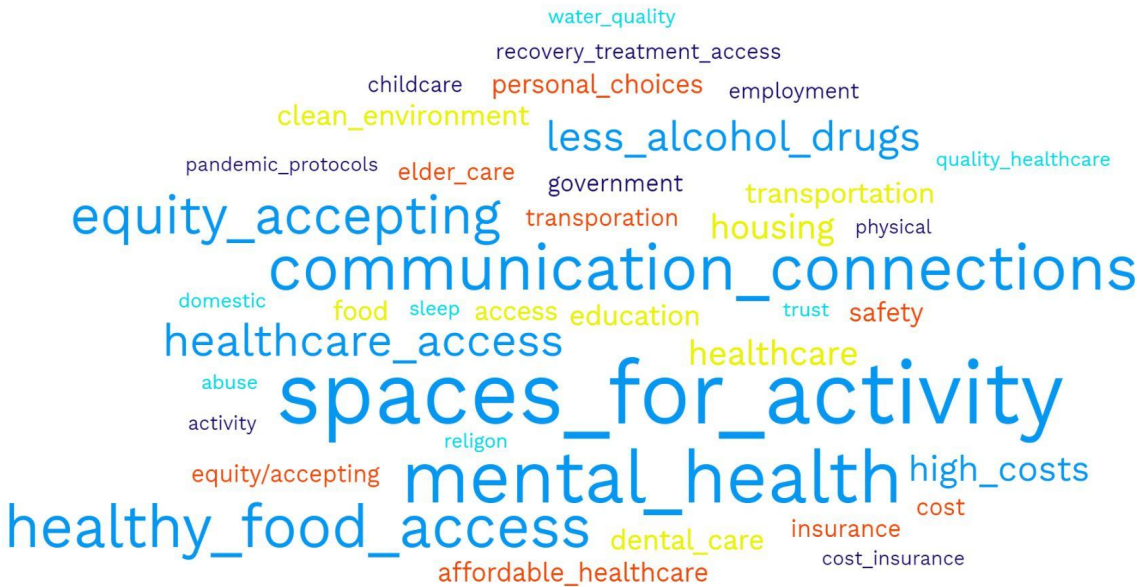 water_quality
recovery_treatment_access
childcare personal_choices employment
clean_environment less_alcohol_drugs
pandemic_protocols elder_care government quality_healthcare
equity_accepting transporation transportation
housing physical
communication_connections
domestic food sleep access education trust safety
healthcare_access healthcare
abuse spaces_for_activity
activity
religon
equity/accepting mental_health high_costs
healthy_food_access cost
dental_care insurance
affordable_healthcare cost_insurance